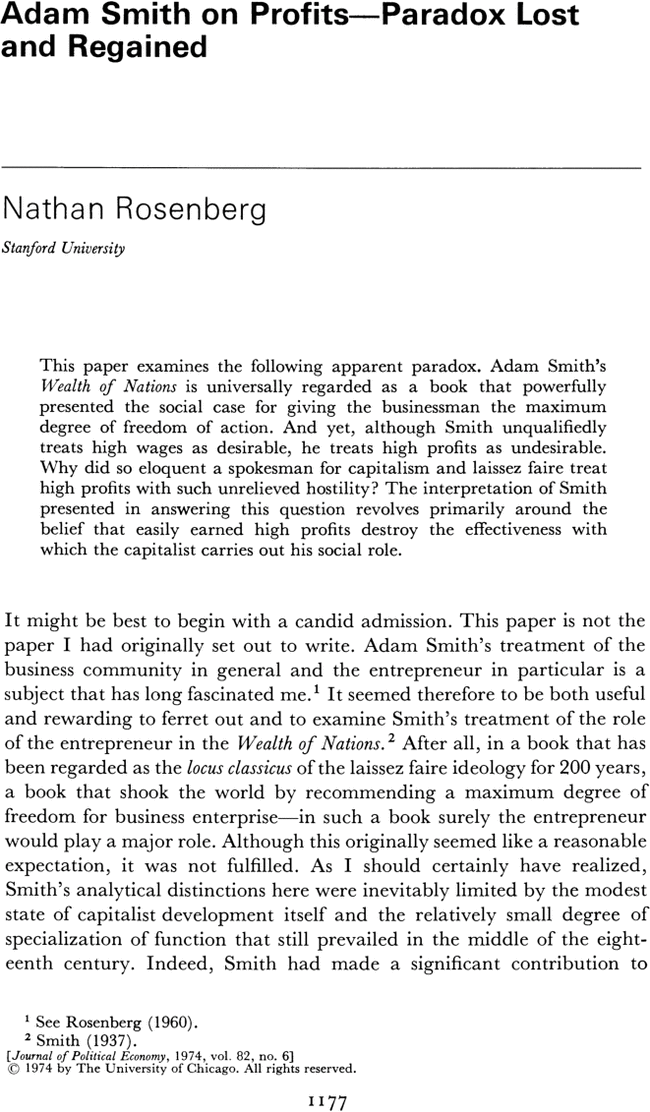 Adam Smith on Profits—Paradox Lost
and Regained
Nathan Rosenberg
Stanford University
This paper examines the following apparent paradox. Adam Smith's
Wealth of Nations is universally regarded as a book that powerfully
presented the social case for giving the businessman the maximum
degree of freedom of action. And yet, although Smith unqualifiedly
treats high wages as desirable, he treats high profits as undesirable.
Why did so eloquent a spokesman for capitalism and laissez faire treat
high profits with such unrelieved hostility? The interpretation of Smith
presented in answering this question revolves primarily around the
belief that easily earned high profits destroy the effectiveness with
which the capitalist carries out his social role.
It might be best to begin with a candid admission. This paper is not the
paper I had originally set out to write. Adam Smith's treatment of the
business community in general and the entrepreneur in particular is a
subject that has long fascinated me.¹ It seemed therefore to be both useful
and rewarding to ferret out and to examine Smith's treatment of the role
of the entrepreneur in the Wealth of Nations.² After all, in a book that has
been regarded as the locus classicus of the laissez faire ideology for 200 years,
a book that shook the world by recommending a maximum degree of
freedom for business enterprise—in such a book surely the entrepreneur
would play a major role. Although this originally seemed like a reasonable
expectation, it was not fulfilled. As I should certainly have realized,
Smith's analytical distinctions here were inevitably limited by the modest
state of capitalist development itself and the relatively small degree of
specialization of function that still prevailed in the middle of the eight-
eenth century. Indeed, Smith had made a significant contribution to
¹ See Rosenberg (1960).
² Smith (1937).
[Journal of Political Economy, 1974, vol. 82, no. 6]
© 1974 by The University of Chicago. All rights reserved.
1177